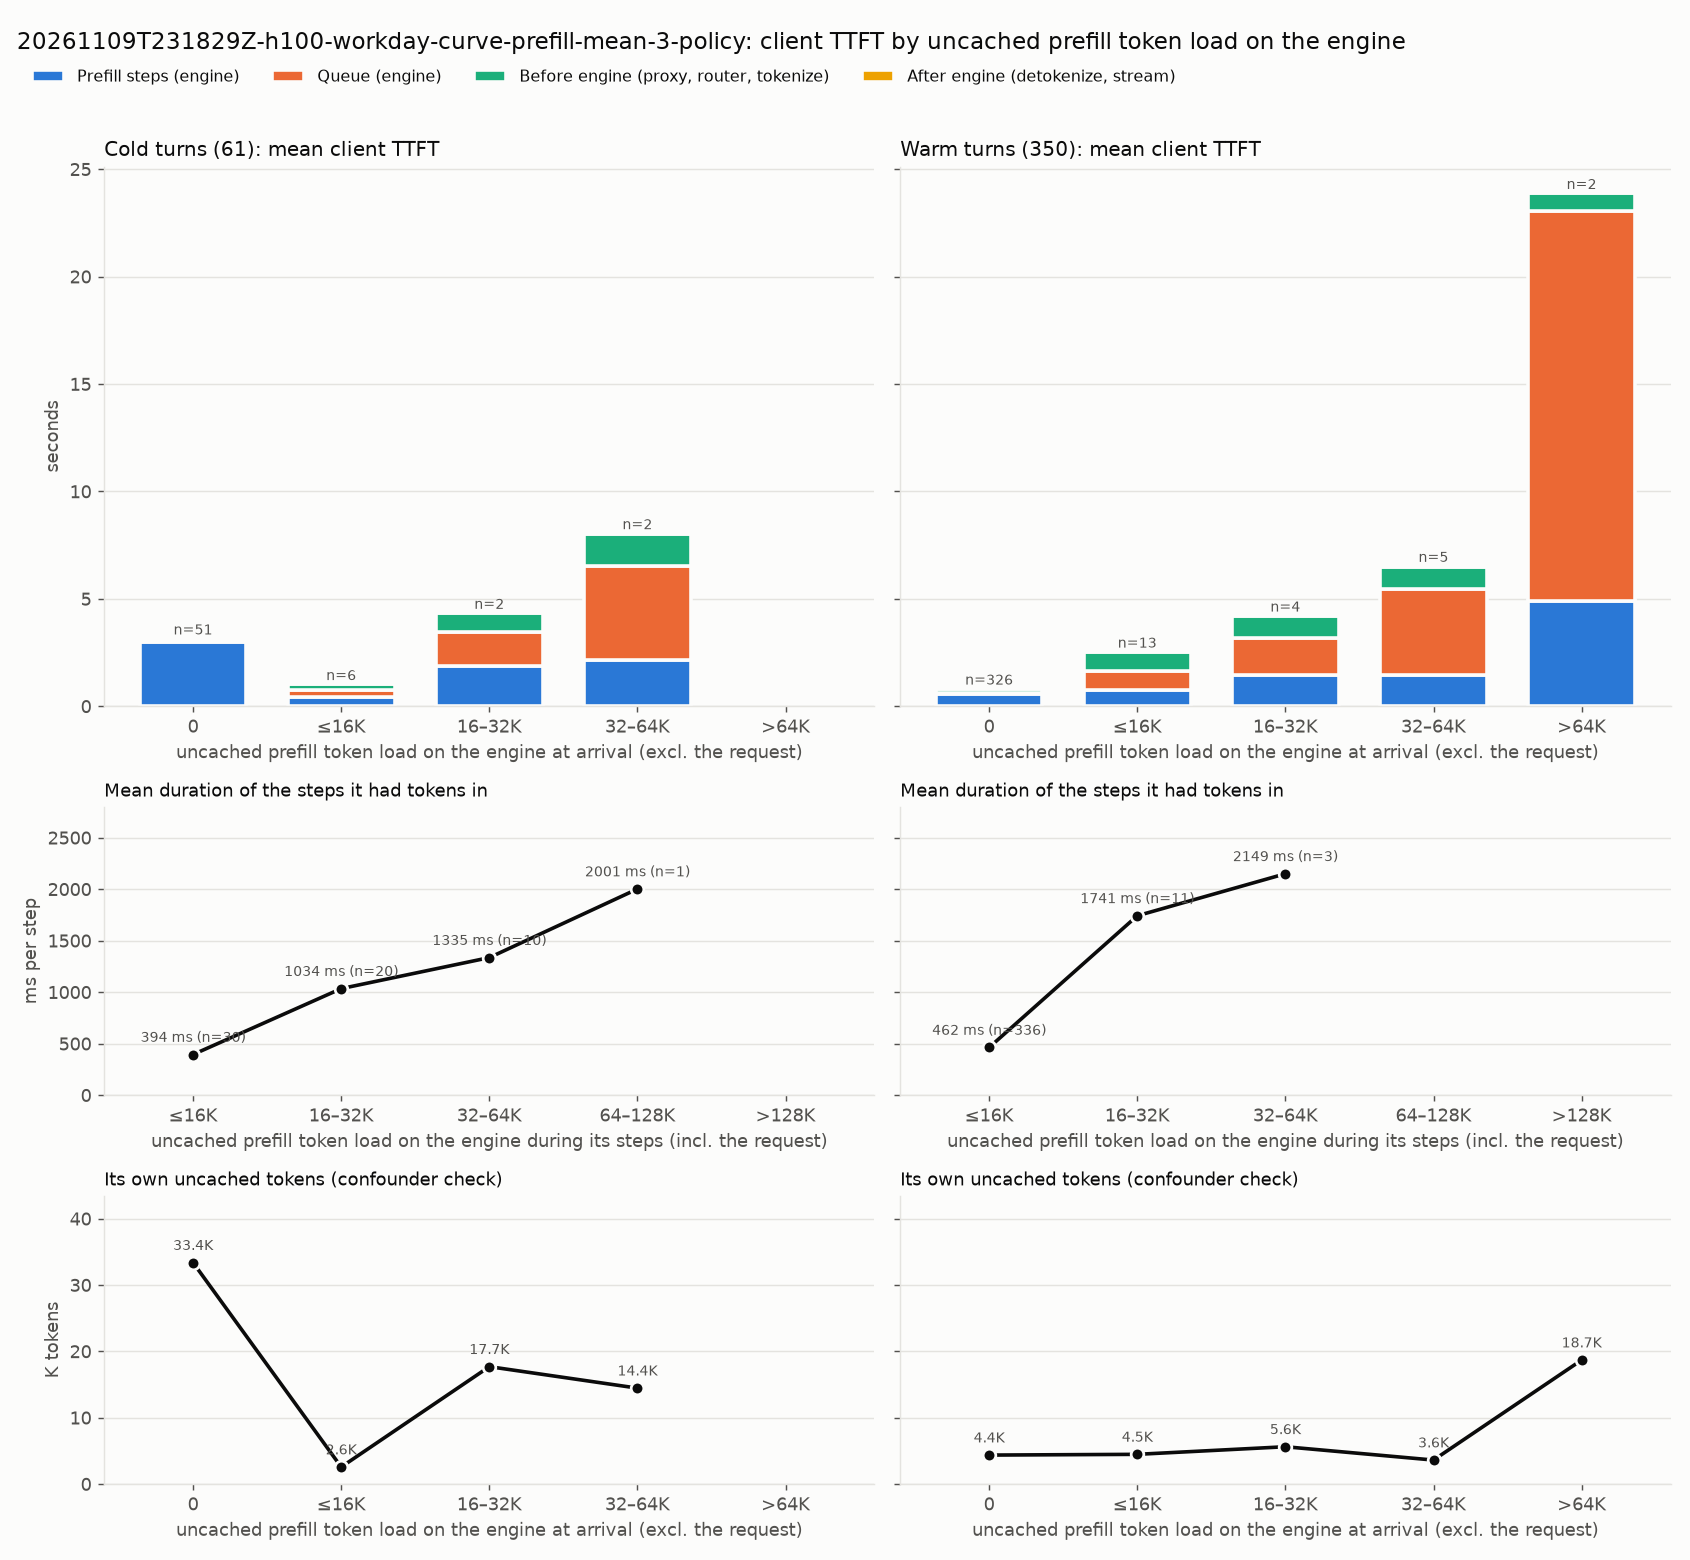 20261109T231829Z-h100-workday-curve-prefill-mean-3-policy: client TTFT by uncached prefill token load on the engine
Prefill steps (engine) Queue (engine) Before engine (proxy, router, tokenize) After engine (detokenize, stream)
Cold turns (61): mean client TTFT
25
20
15
10
5
0
seconds
n=51
n=6
n=2
n=2
0 ≤16K 16–32K 32–64K >64K
uncached prefill token load on the engine at arrival (excl. the request)
Warm turns (350): mean client TTFT
n=326
n=13
n=4
n=5
n=2
0 ≤16K 16–32K 32–64K >64K
uncached prefill token load on the engine at arrival (excl. the request)
Mean duration of the steps it had tokens in
2500
2000
1500
1000
500
0
ms per step
394 ms (n=30)
1034 ms (n=20)
1335 ms (n=10)
2001 ms (n=1)
≤16K 16–32K 32–64K 64–128K >128K
uncached prefill token load on the engine during its steps (incl. the request)
Mean duration of the steps it had tokens in
462 ms (n=336)
1741 ms (n=11)
2149 ms (n=3)
≤16K 16–32K 32–64K 64–128K >128K
uncached prefill token load on the engine during its steps (incl. the request)
Its own uncached tokens (confounder check)
40
30
20
10
0
K tokens
33.4K
2.6K
17.7K
14.4K
0 ≤16K 16–32K 32–64K >64K
uncached prefill token load on the engine at arrival (excl. the request)
Its own uncached tokens (confounder check)
4.4K
4.5K
5.6K
3.6K
18.7K
0 ≤16K 16–32K 32–64K >64K
uncached prefill token load on the engine at arrival (excl. the request)